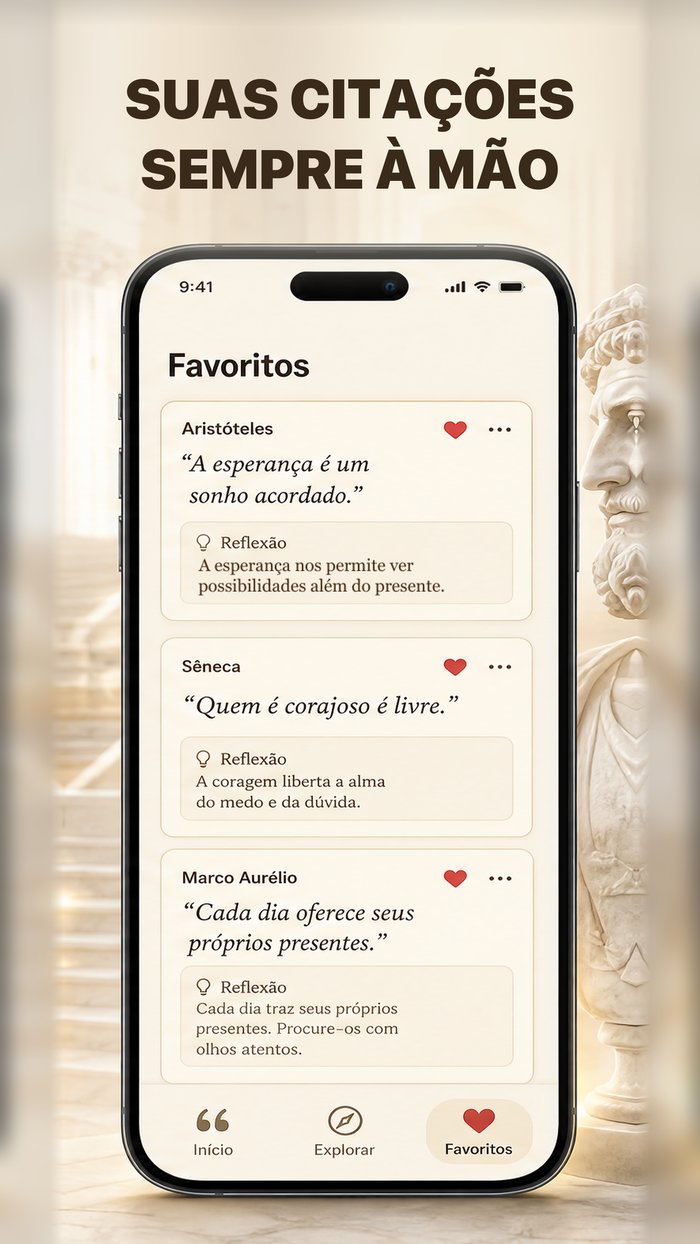 SUAS CITAÇÕES
SEMPRE À MÃO
9:41
Favoritos
Aristóteles
“A esperança é um
sonho acordado.”
Reflexão
A esperança nos permite ver
possibilidades além do presente.
Sêneca
“Quem é corajoso é livre.”
Reflexão
A coragem liberta a alma
do medo e da dúvida.
Marco Aurélio
“Cada dia oferece seus
próprios presentes.”
Reflexão
Cada dia traz seus próprios
presentes. Procure-os com
olhos atentos.
Início
Explorar
Favoritos